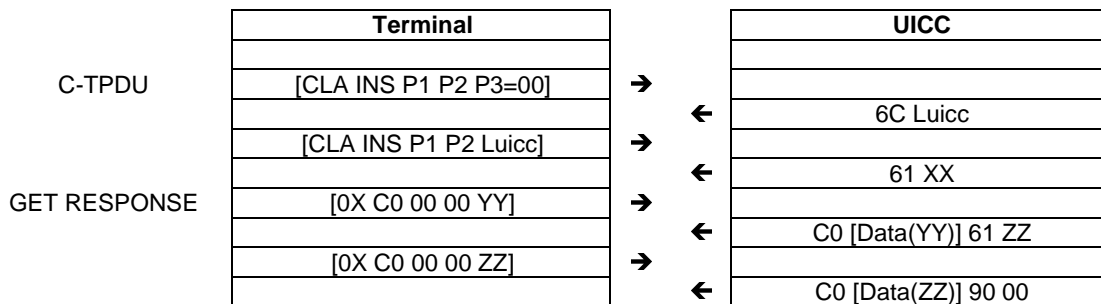 Terminal UICC
C-TPDU [CLA INS P1 P2 P3=00] ➔
🡰 6C Luicc
[CLA INS P1 P2 Luicc] ➔
🡰 61 XX
GET RESPONSE [0X C0 00 00 YY] ➔
🡰 C0 [Data(YY)] 61 ZZ
[0X C0 00 00 ZZ] ➔
🡰 C0 [Data(ZZ)] 90 00